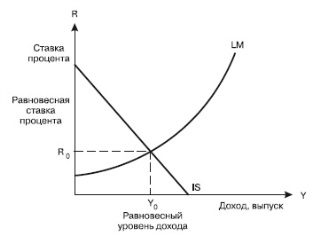 R
Ставка
процента
LM
Равновесная
ставка
процента
R0
IS
Y
Y0
Доход, выпуск
Равновесный
уровень дохода